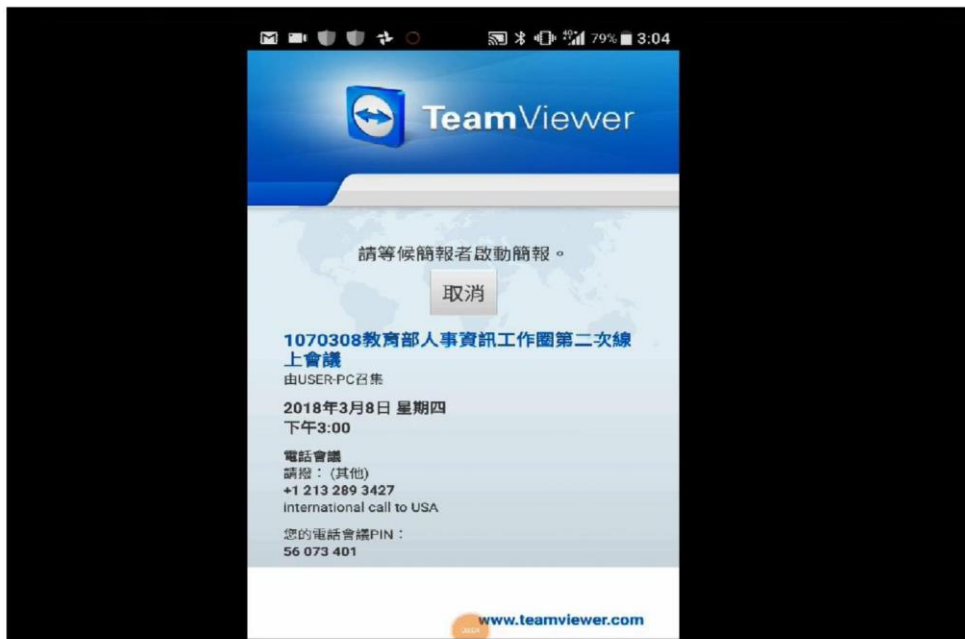 79% 3:04
TeamViewer
請等候簡報者啟動簡報。
取消
1070308教育部人事資訊工作圈第二次線
上會議
由USER-PC召集
2018年3月8日 星期四
下午3:00
電話會議
請撥：(其他)
+1 213 289 3427
international call to USA
您的電話會議PIN：
56 073 401
www.teamviewer.com